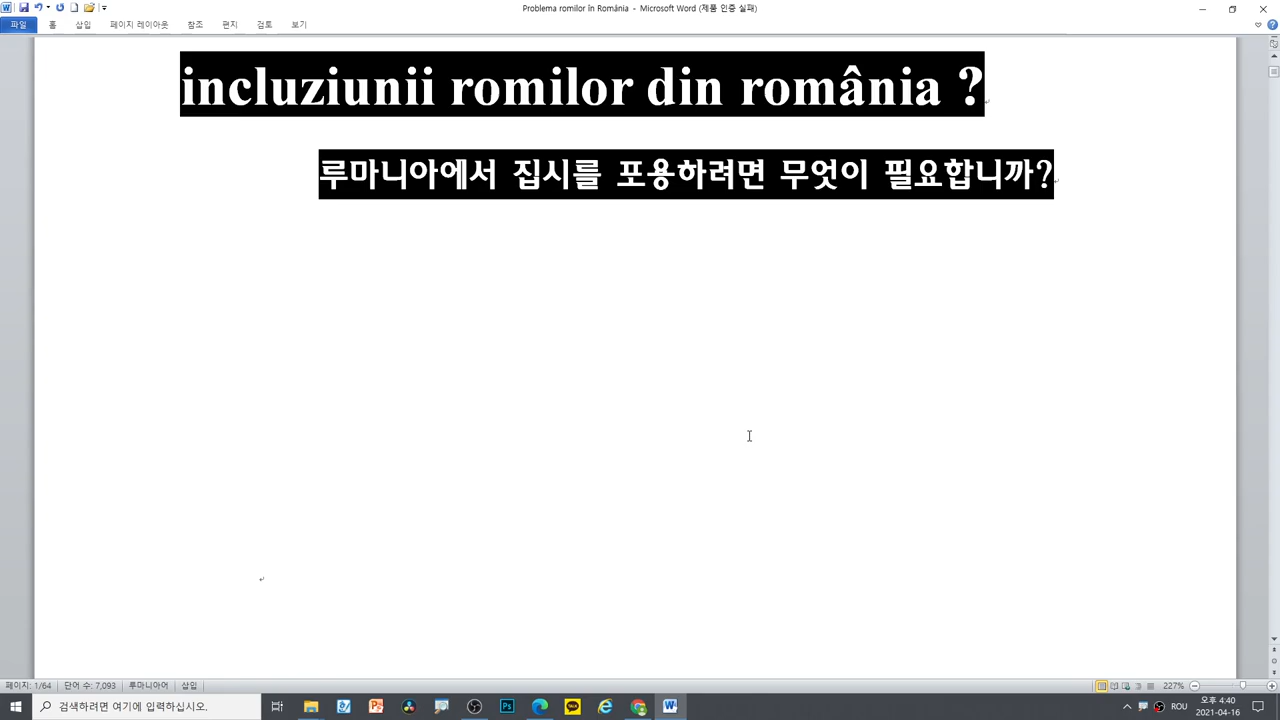 Problema romilor în România - Microsoft Word (제품 인증 실패)
파일 홈 삽입 페이지 레이아웃 참조 편지 검토 보기
incluziunii romilor din românia ?
루마니아에서 집시를 포용하려면 무엇이 필요합니까?
페이지: 1/64 단어 수: 7,093 루마니아어 삽입 227%
검색하려면 여기에 입력하십시오. ROU 오후 4:40
2021-04-16